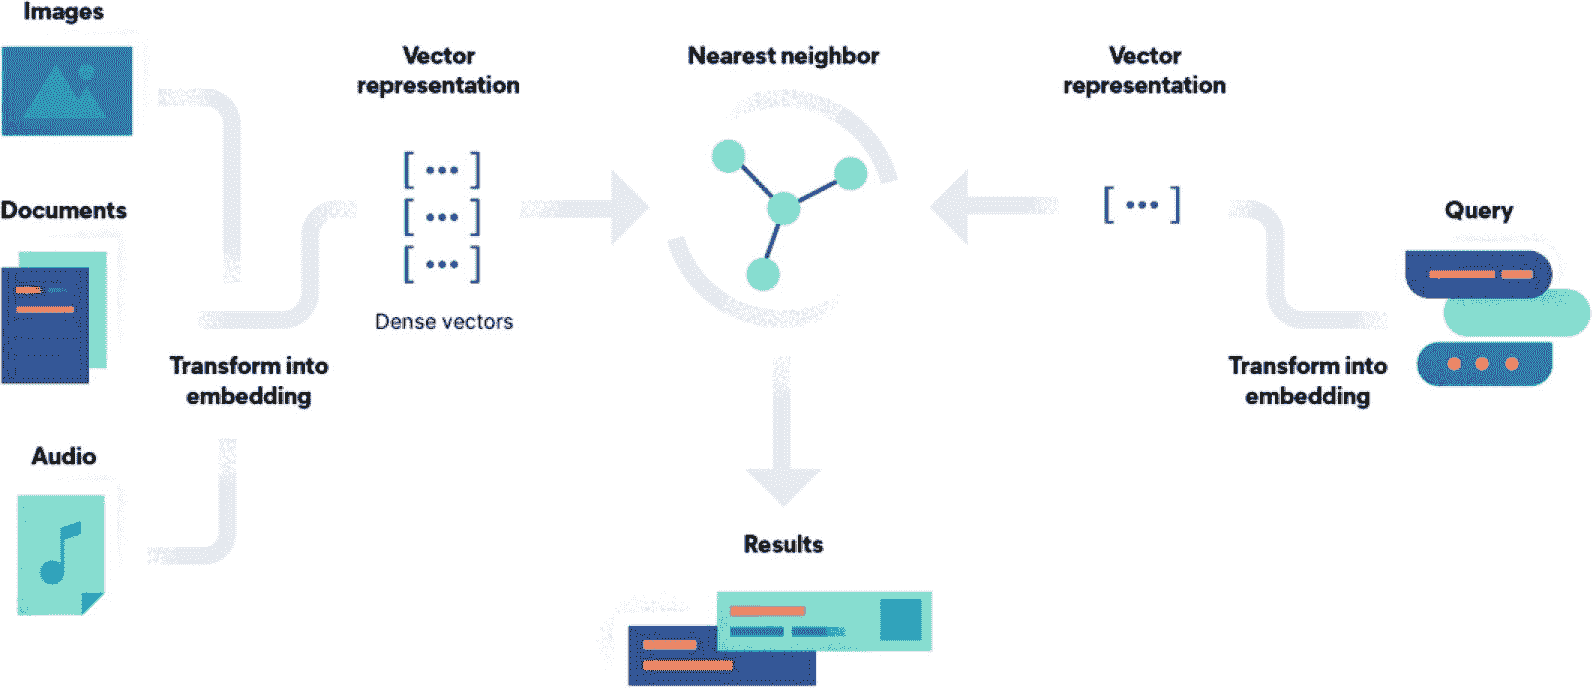 Images
Documents
Audio
Transform into
embedding
Vector
representation
[ ••• ]
[ ••• ]
[ ••• ]
Dense vectors
Nearest neighbor
Results
Vector
representation
[ ••• ]
Transform into
embedding
Query